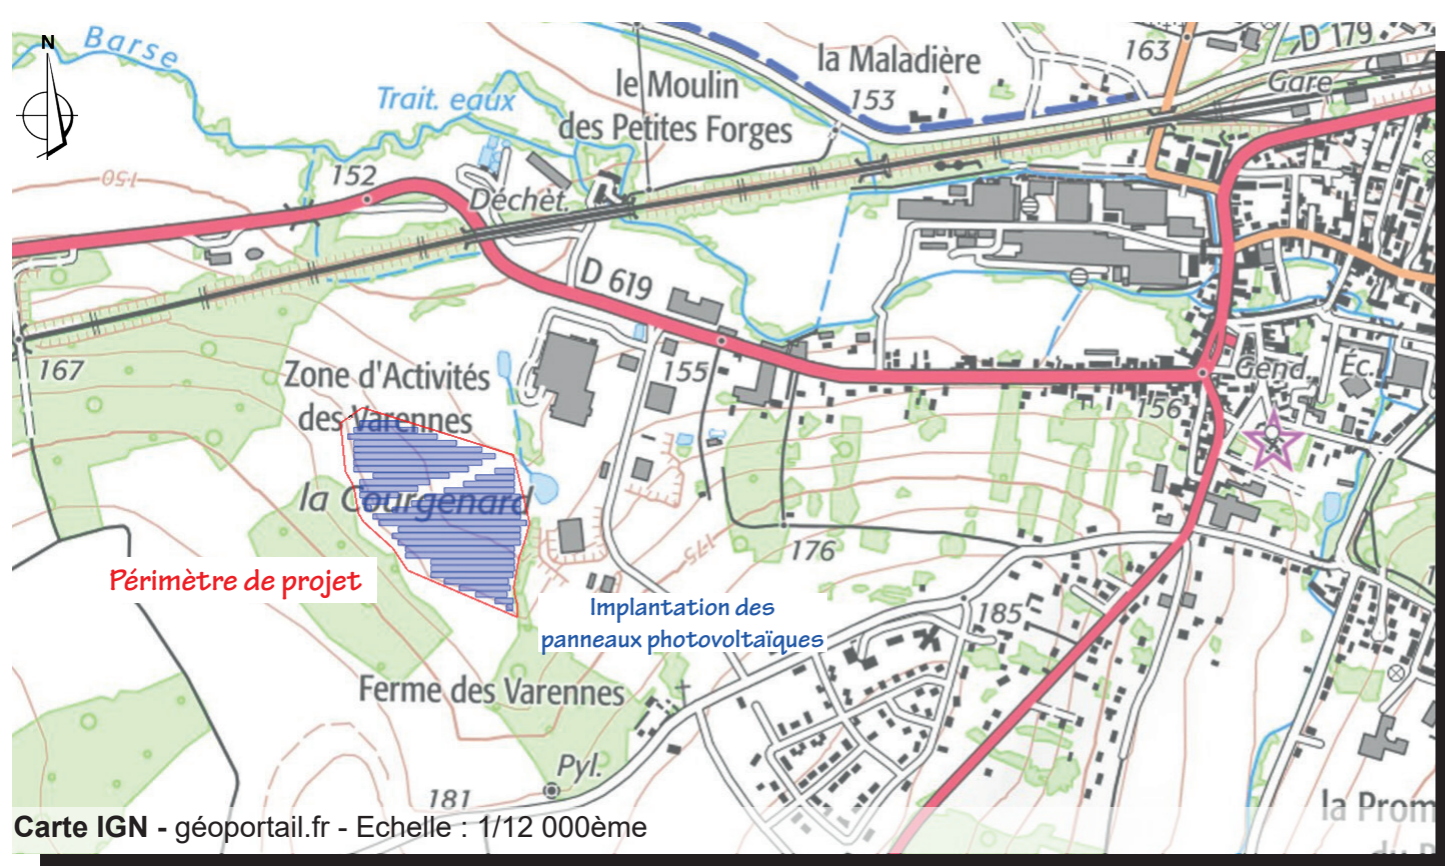 N
Barse
Trait. eaux
le Moulin
des Petites Forges
la Maladière
153
163
D 179
Gare
150
152
Déchèt.
D 619
167
Zone d'Activités
des Varennes
155
156
Gend.
Éc.
la Courgenard
Périmètre de projet
175
176
Implantation des
panneaux photovoltaïques
185
Ferme des Varennes
Pyl.
181
la Prom
Carte IGN - géoportail.fr - Echelle : 1/12 000ème